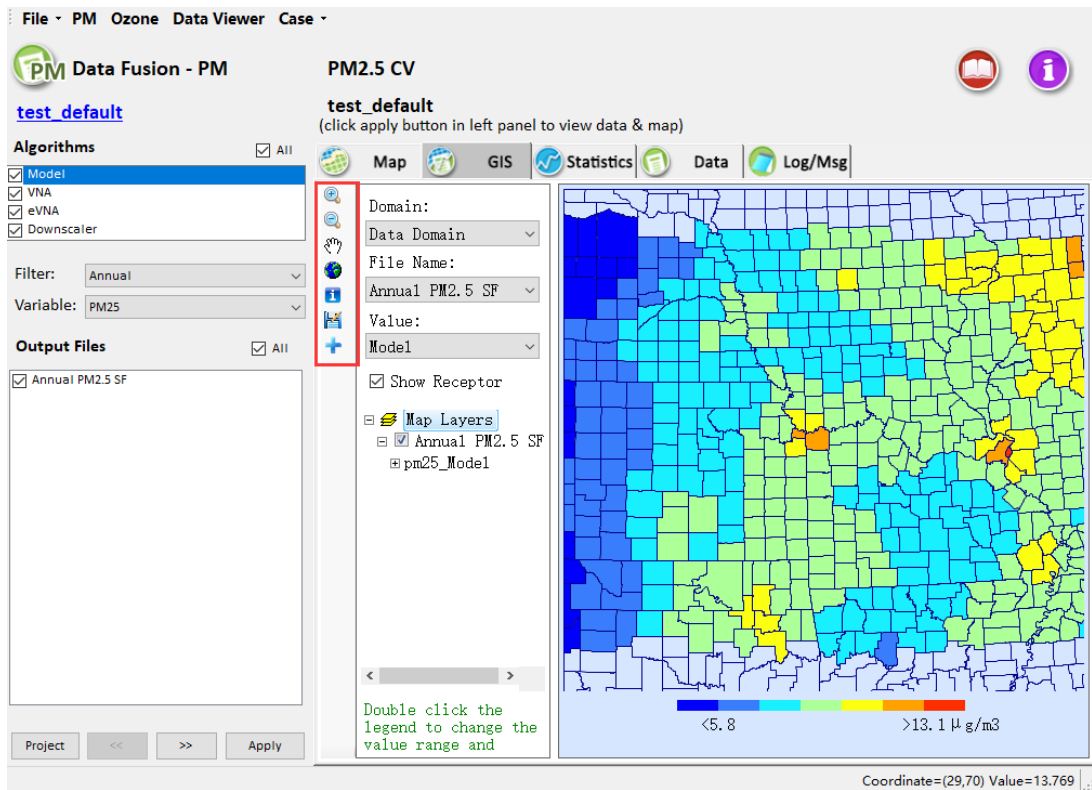 File PM Ozone Data Viewer Case
PM Data Fusion - PM
PM2.5 CV
i
test_default
test_default
(click apply button in left panel to view data & map)
Algorithms
All
Model
VNA
eVNA
Downscaler
Filter: Annual
Variable: PM25
Output Files
All
Annual PM2.5 SF
Project << >> Apply
Map GIS Statistics Data Log/Msg
Domain:
Data Domain
File Name:
Annual PM2.5 SF
Value:
Model
Show Receptor
Map Layers
Annual PM2.5 SF
pm25_Model
Double click the
legend to change the
value range and
<5.8 >13.1 μg/m3
Coordinate=(29,70) Value=13.769